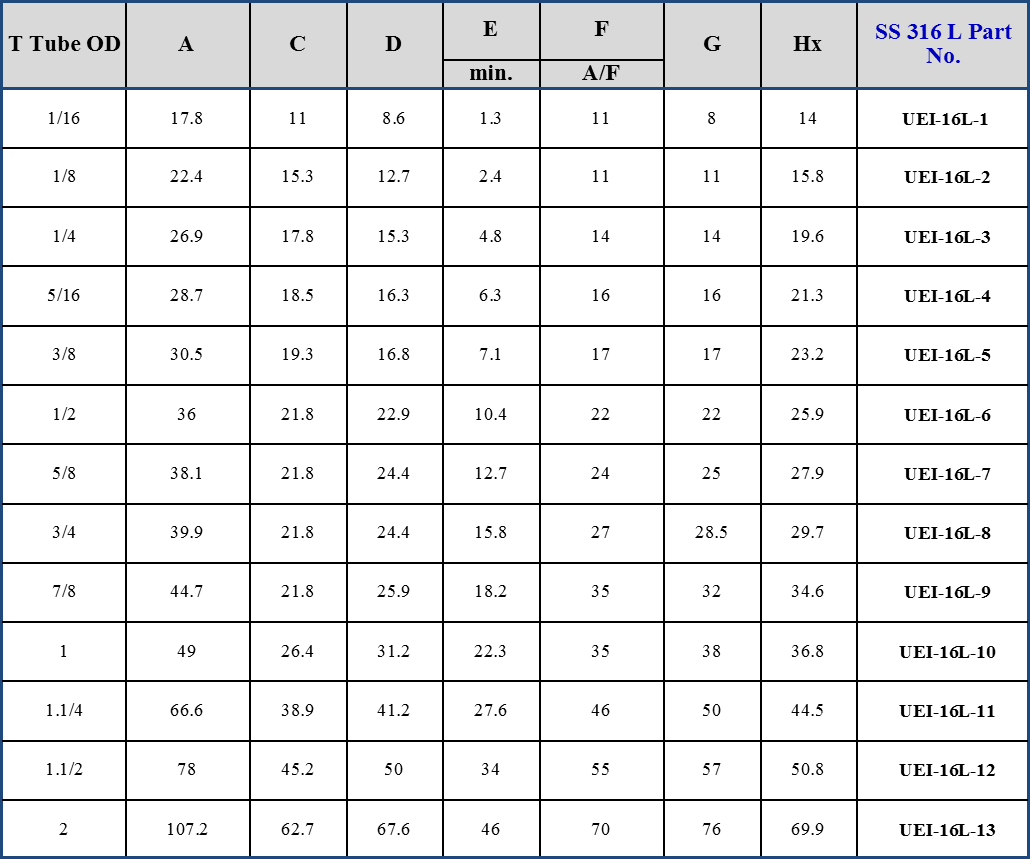 T Tube OD A C D E F G Hx SS 316 L Part No.
min. A/F
1/16 17.8 11 8.6 1.3 11 8 14 UEI-16L-1
1/8 22.4 15.3 12.7 2.4 11 11 15.8 UEI-16L-2
1/4 26.9 17.8 15.3 4.8 14 14 19.6 UEI-16L-3
5/16 28.7 18.5 16.3 6.3 16 16 21.3 UEI-16L-4
3/8 30.5 19.3 16.8 7.1 17 17 23.2 UEI-16L-5
1/2 36 21.8 22.9 10.4 22 22 25.9 UEI-16L-6
5/8 38.1 21.8 24.4 12.7 24 25 27.9 UEI-16L-7
3/4 39.9 21.8 24.4 15.8 27 28.5 29.7 UEI-16L-8
7/8 44.7 21.8 25.9 18.2 35 32 34.6 UEI-16L-9
1 49 26.4 31.2 22.3 35 38 36.8 UEI-16L-10
1.1/4 66.6 38.9 41.2 27.6 46 50 44.5 UEI-16L-11
1.1/2 78 45.2 50 34 55 57 50.8 UEI-16L-12
2 107.2 62.7 67.6 46 70 76 69.9 UEI-16L-13